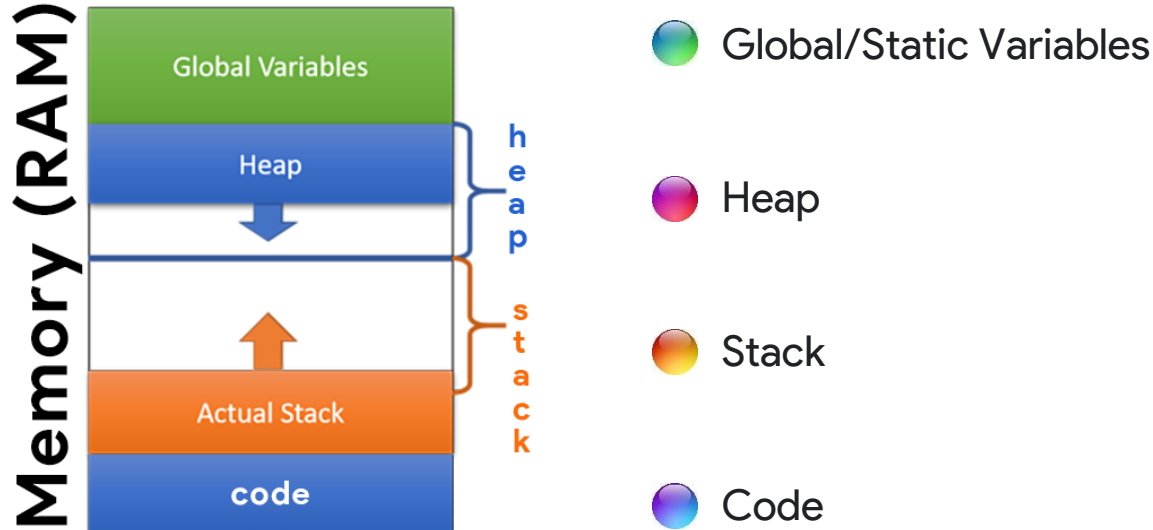 Memory (RAM)
Global Variables
Heap
heap
stack
Actual Stack
code
Global/Static Variables
Heap
Stack
Code